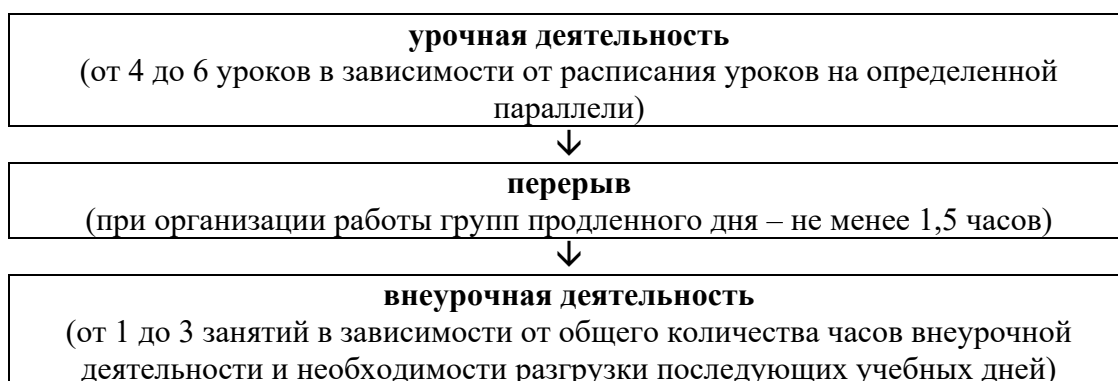 урочная деятельность
(от 4 до 6 уроков в зависимости от расписания уроков на определенной
параллели)
↓
перерыв
(при организации работы групп продленного дня – не менее 1,5 часов)
↓
внеурочная деятельность
(от 1 до 3 занятий в зависимости от общего количества часов внеурочной
деятельности и необходимости разгрузки последующих учебных дней)